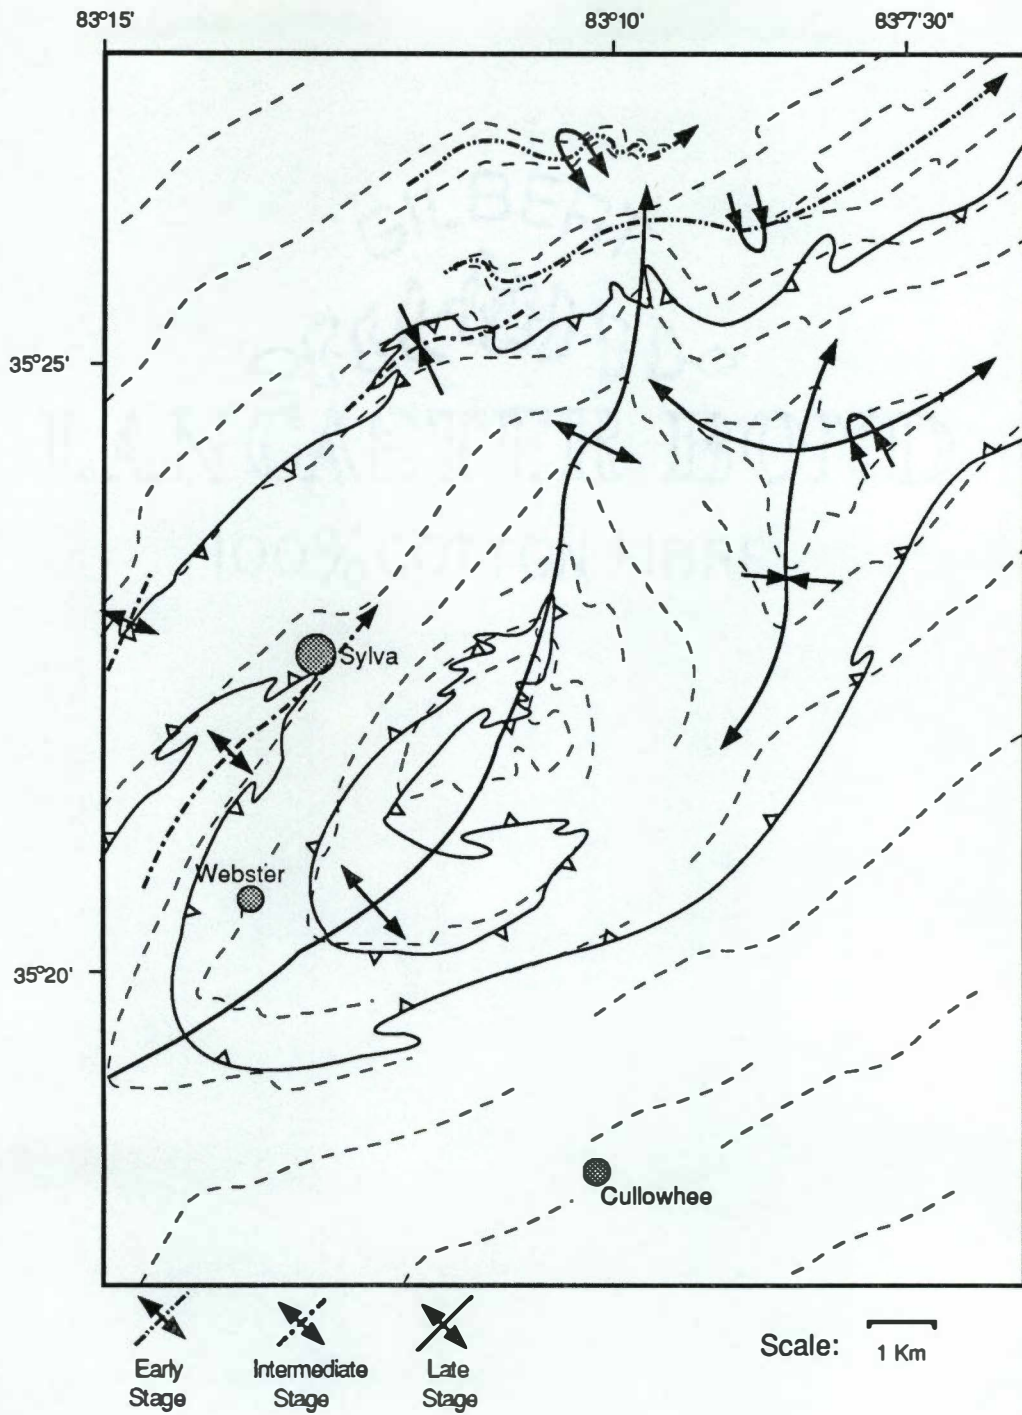 83°15' 83°10' 83°7'30"
35°25'
Sylva
Webster
35°20'
Cullowhee
Early Stage
Intermediate Stage
Late Stage
Scale: 1 Km